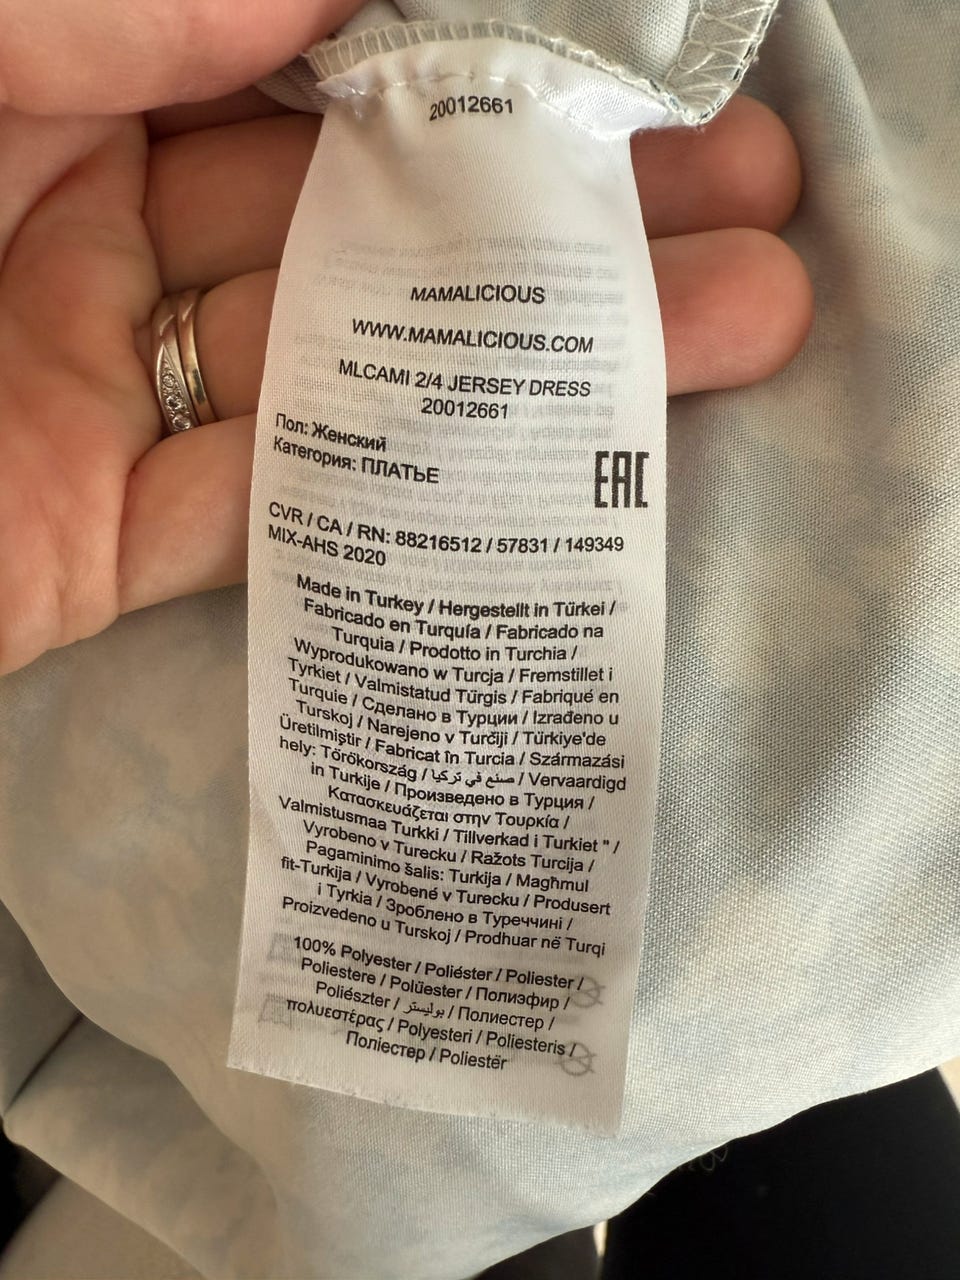 20012661
MAMALICIOUS
WWW.MAMALICIOUS.COM
MLCAMI 2/4 JERSEY DRESS
20012661
Пол: Женский
Категория: ПЛАТЬЕ
EAC
CVR / CA / RN: 88216512 / 57831 / 149349
MIX-AHS 2020
Made in Turkey / Hergestellt in Türkei /
Fabricado en Turquía / Fabricado na
Turquia / Prodotto in Turchia /
Wyprodukowano w Turcja / Fremstillet i
Tyrkiet / Valmistatud Türgis / Fabriqué en
Turquie / Сделано в Турции / Izrađeno u
Turskoj / Narejeno v Turčiji / Türkiye'de
Üretilmiştir / Fabricat în Turcia / Származási
hely: Törökország / صنع في تركيا / Vervaardigd
in Turkije / Произведено в Турция /
Κατασκευάζεται στην Τουρκία /
Valmistusmaa Turkki / Tillverkad i Turkiet " /
Vyrobeno v Turecku / Ražots Turcija /
Pagaminimo šalis: Turkija / Magħmul
fit-Turkija / Vyrobené v Turecku / Produsert
i Tyrkia / Зроблено в Туреччині /
Proizvedeno u Turskoj / Prodhuar në Turqi
100% Polyester / Poliéster / Poliester /
Poliestere / Polüester / Полиэфир /
Poliészter / بوليستر / Полиестер /
πολυεστέρας / Polyesteri / Poliesteris /
Поліестер / Poliestër